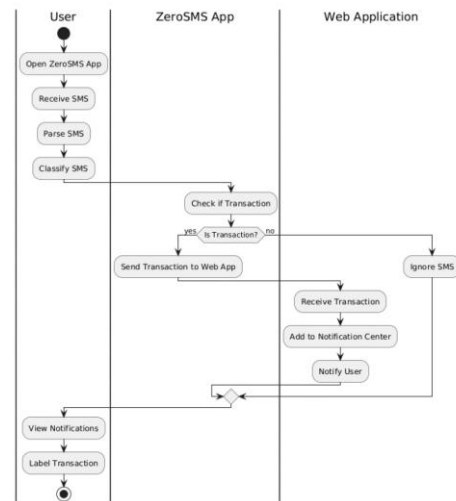 User
ZeroSMS App
Web Application
Open ZeroSMS App
Receive SMS
Parse SMS
Classify SMS
Check if Transaction
yes
Is Transaction?
no
Send Transaction to Web App
Ignore SMS
Receive Transaction
Add to Notification Center
Notify User
View Notifications
Label Transaction